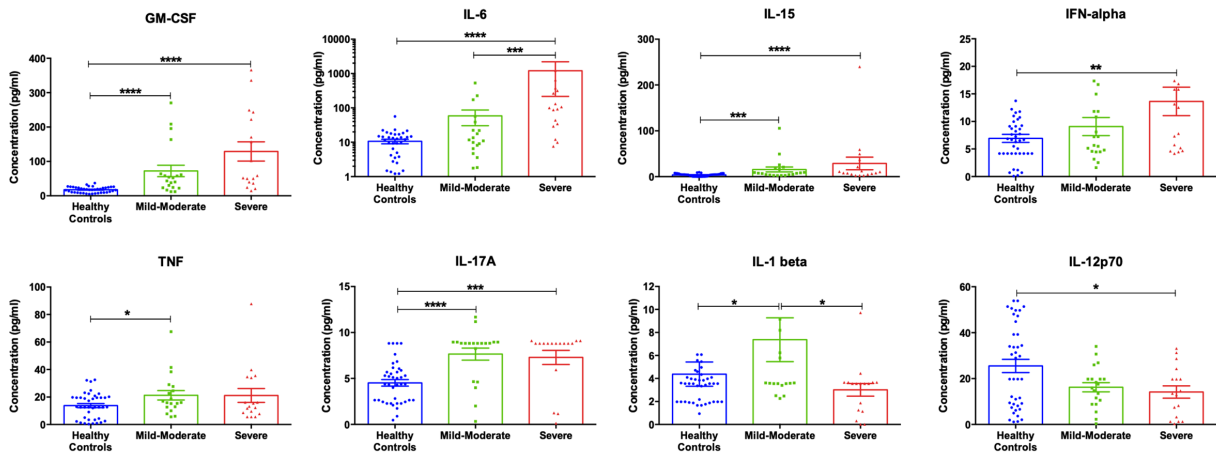 GM-CSF
Concentration (pg/ml)
400
300
200
100
0
****
****
Healthy
Controls
Mild-Moderate
Severe
IL-6
Concentration (pg/ml)
10000
1000
100
10
1
****
***
Healthy
Controls
Mild-Moderate
Severe
IL-15
Concentration (pg/ml)
300
200
100
0
****
***
Healthy
Controls
Mild-Moderate
Severe
IFN-alpha
Concentration (pg/ml)
25
20
15
10
5
0
**
Healthy
Controls
Mild-Moderate
Severe
TNF
Concentration (pg/ml)
100
80
60
40
20
0
*
Healthy
Controls
Mild-Moderate
Severe
IL-17A
Concentration (pg/ml)
15
10
5
0
***
****
Healthy
Controls
Mild-Moderate
Severe
IL-1 beta
Concentration (pg/ml)
12
10
8
6
4
2
0
*
*
Healthy
Controls
Mild-Moderate
Severe
IL-12p70
Concentration (pg/ml)
60
40
20
0
*
Healthy
Controls
Mild-Moderate
Severe